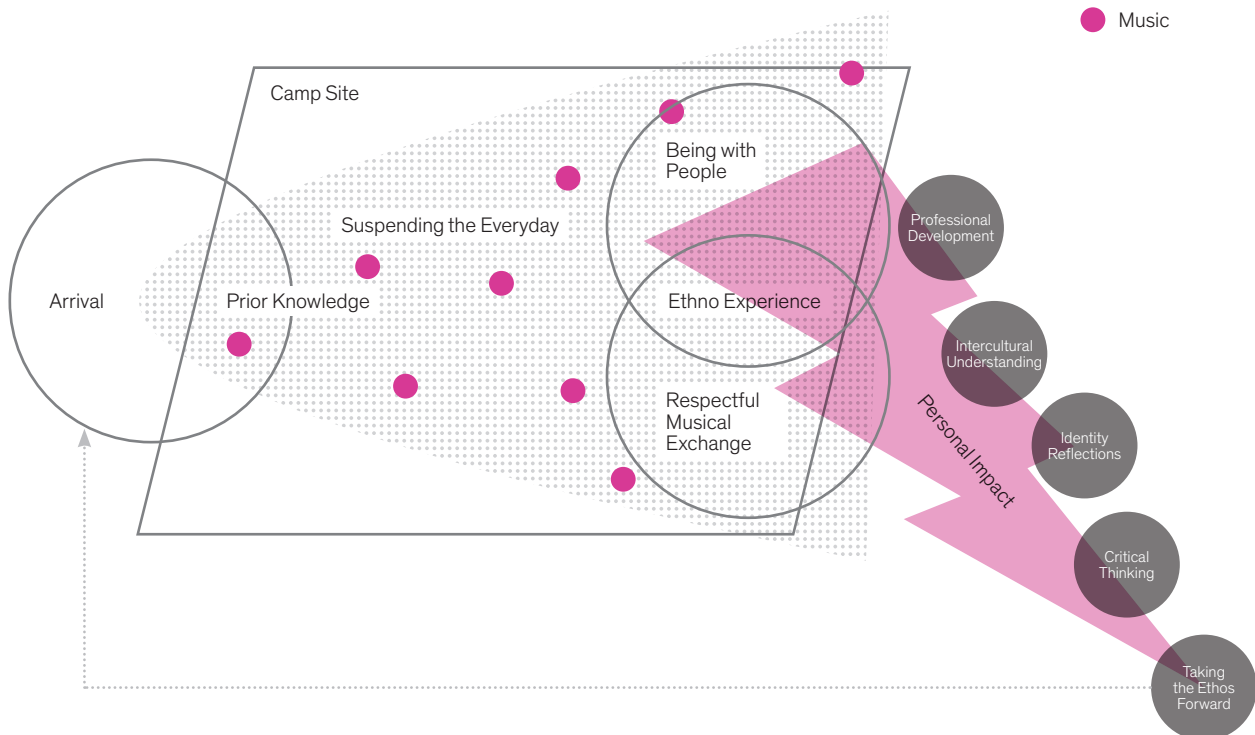 Music
Camp Site
Being with
People
Suspending the Everyday
Arrival
Prior Knowledge
Ethno Experience
Respectful
Musical
Exchange
Professional
Development
Intercultural
Understanding
Personal Impact
Identity
Reflections
Critical
Thinking
Taking
the Ethos
Forward